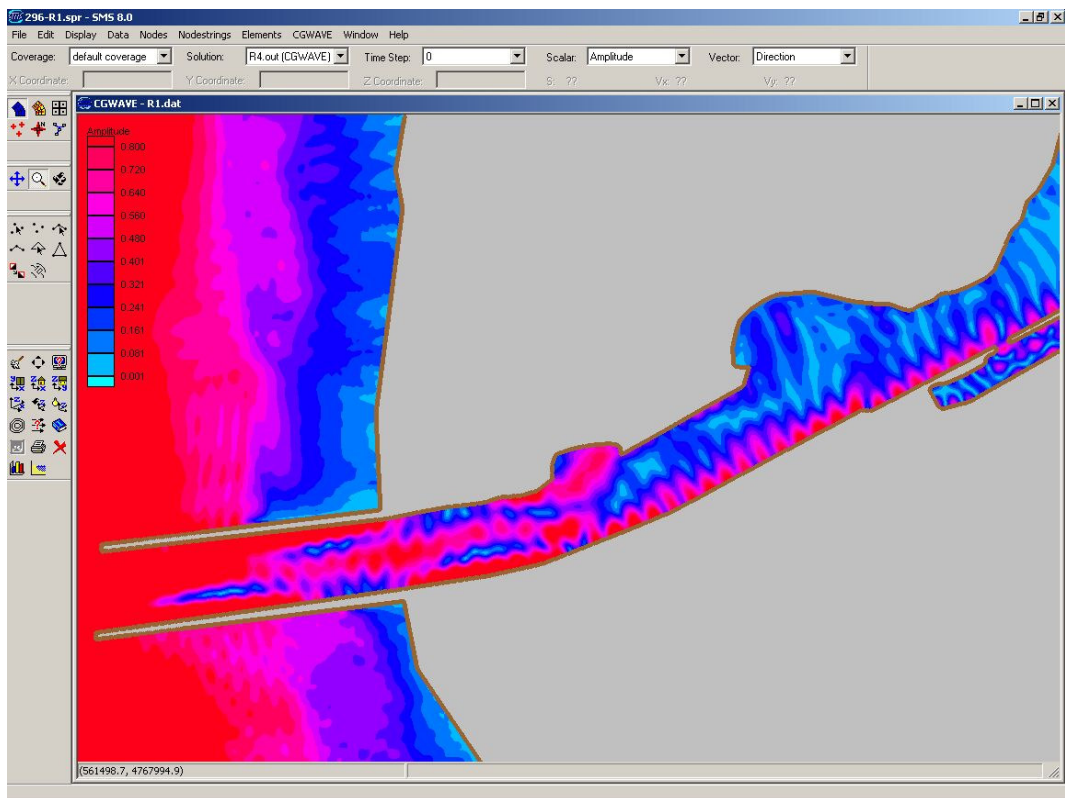 296-R1.spr - SMS 8.0
File Edit Display Data Nodes Nodestrings Elements CGWAVE Window Help
Coverage: default coverage Solution: R4.out (CGWAVE) Time Step: 0 Scalar: Amplitude Vector: Direction
X Coordinate: Y Coordinate: Z Coordinate: S: ?? Vx: ?? Vy: ??
CGWAVE - R1.dat
Amplitude
0.800
0.720
0.640
0.560
0.480
0.401
0.321
0.241
0.161
0.081
0.001
(561498.7, 4767994.9)